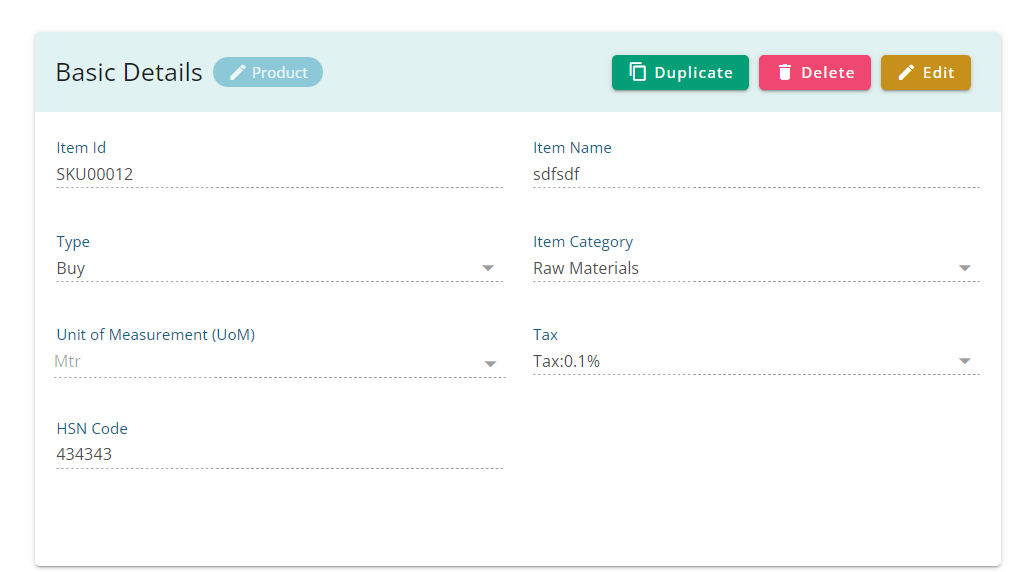 Basic Details Product Duplicate Delete Edit
Item Id Item Name
SKU00012 sdfsdf
Type Item Category
Buy Raw Materials
Unit of Measurement (UoM) Tax
Mtr Tax:0.1%
HSN Code
434343